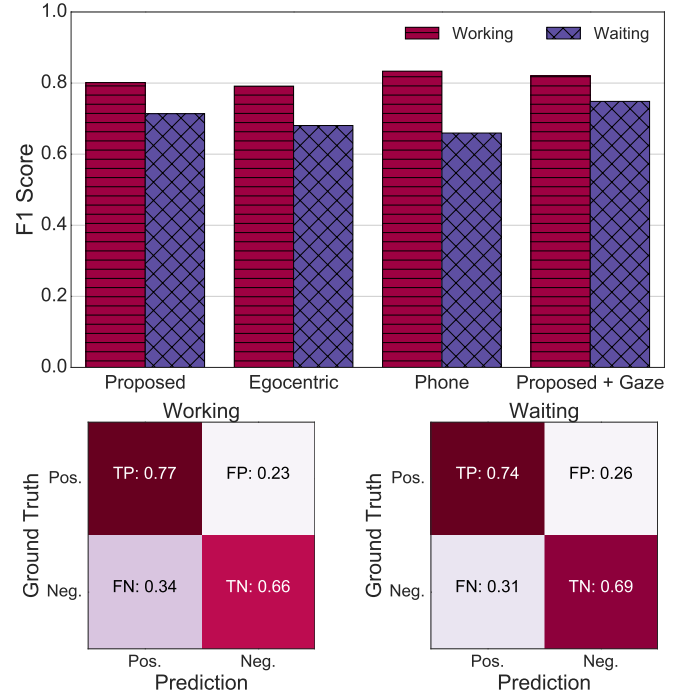 1.0
Working Waiting
0.8
0.6
F1 Score
0.4
0.2
0.0
Proposed Egocentric Phone Proposed + Gaze
Working
Ground Truth
Pos.
TP: 0.77 FP: 0.23
Neg.
FN: 0.34 TN: 0.66
Pos. Neg.
Prediction
Waiting
Ground Truth
Pos.
TP: 0.74 FP: 0.26
Neg.
FN: 0.31 TN: 0.69
Pos. Neg.
Prediction